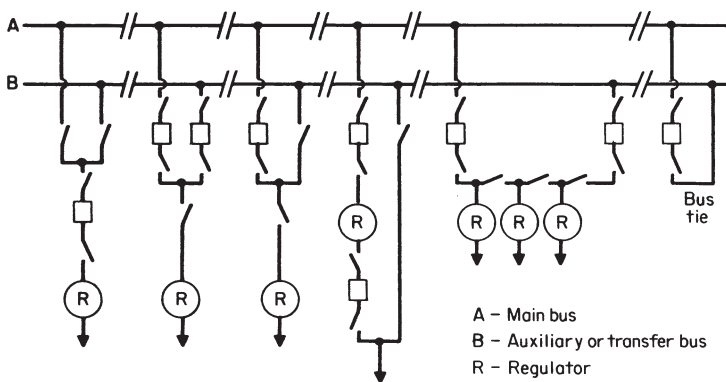 A
B
R
R
R
R
R
R
R
Bus
tie
A – Main bus
B – Auxiliary or transfer bus
R – Regulator